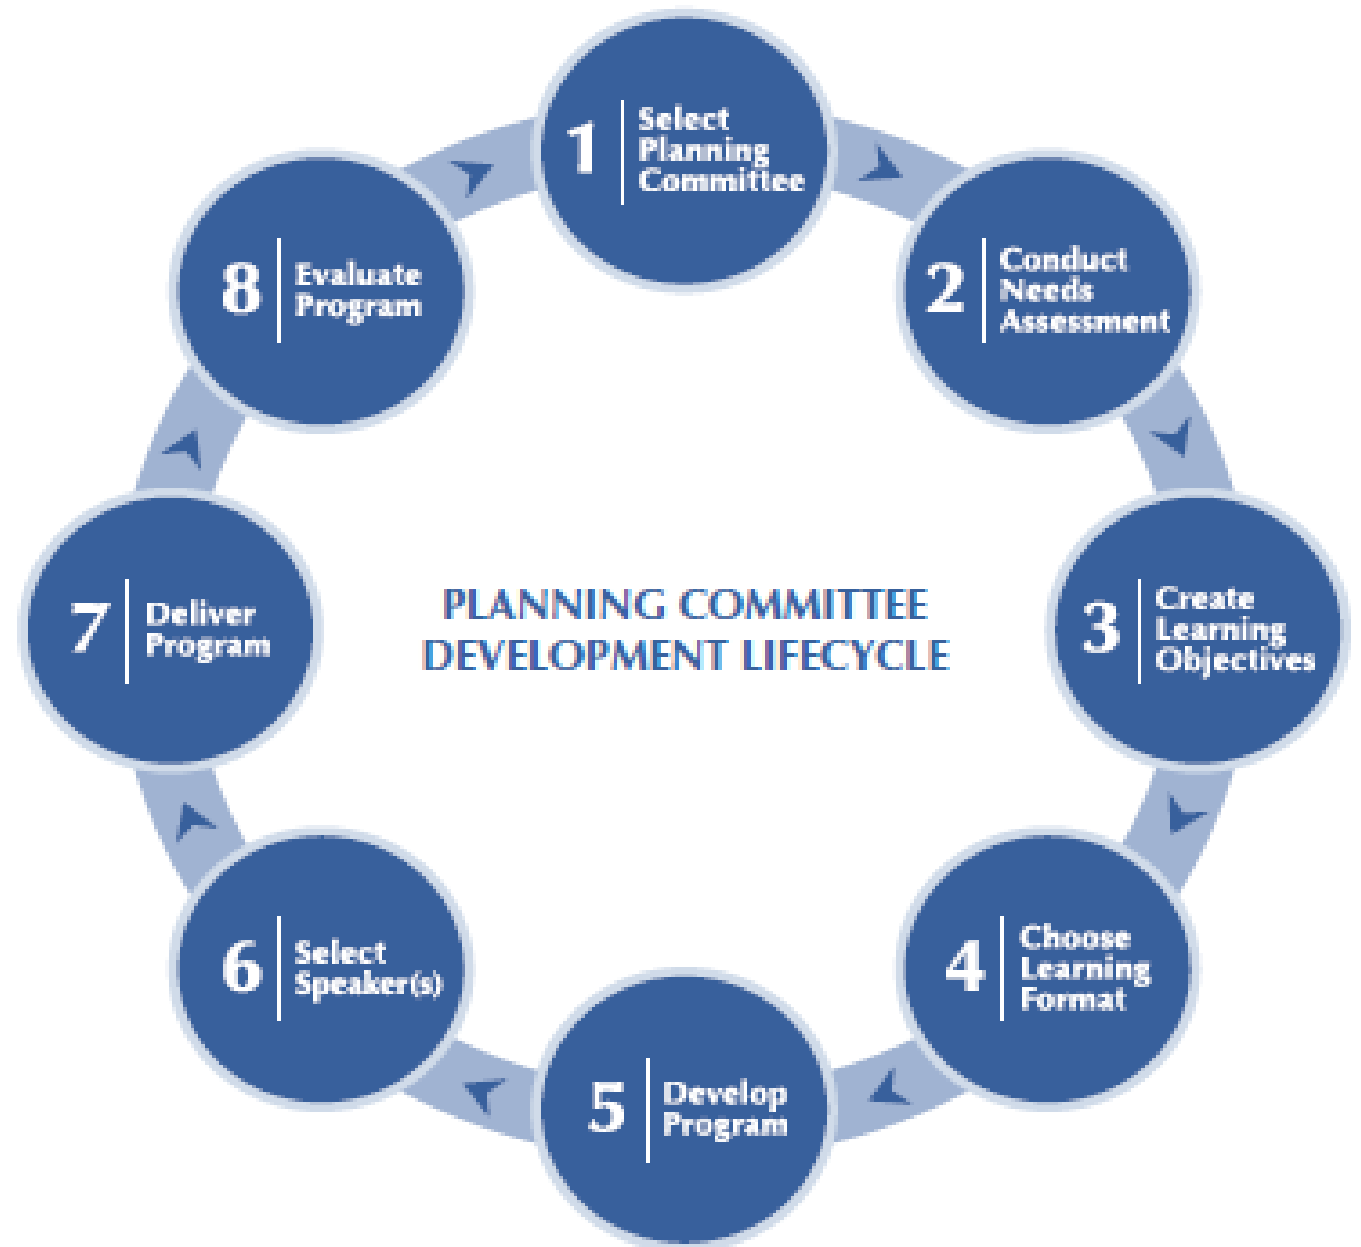 1
Select
Planning
Committee
2
Conduct
Needs
Assessment
3
Create
Learning
Objectives
4
Choose
Learning
Format
5
Develop
Program
6
Select
Speaker(s)
7
Deliver
Program
8
Evaluate
Program
PLANNING COMMITTEE
DEVELOPMENT LIFECYCLE